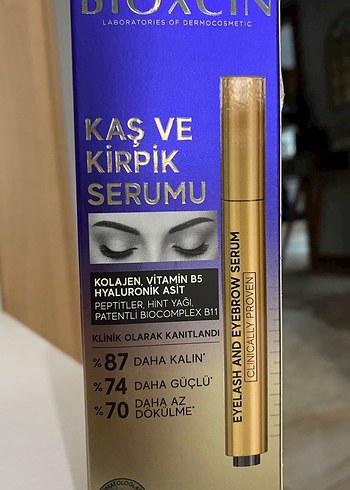 BIOXCIN
LABORATORIES OF DERMOCOSMETIC
KAŞ VE
KİRPİK
SERUMU
KOLAJEN, VİTAMİN B5
HYALURONİK ASİT
PEPTİTLER, HİNT YAĞI,
PATENTLİ BIOCOMPLEX B11
KLİNİK OLARAK KANITLANDI
%87 DAHA KALIN*
%74 DAHA GÜÇLÜ*
%70 DAHA AZ
DÖKÜLME*
EYELASH AND EYEBROW SERUM
CLINICALLY PROVEN